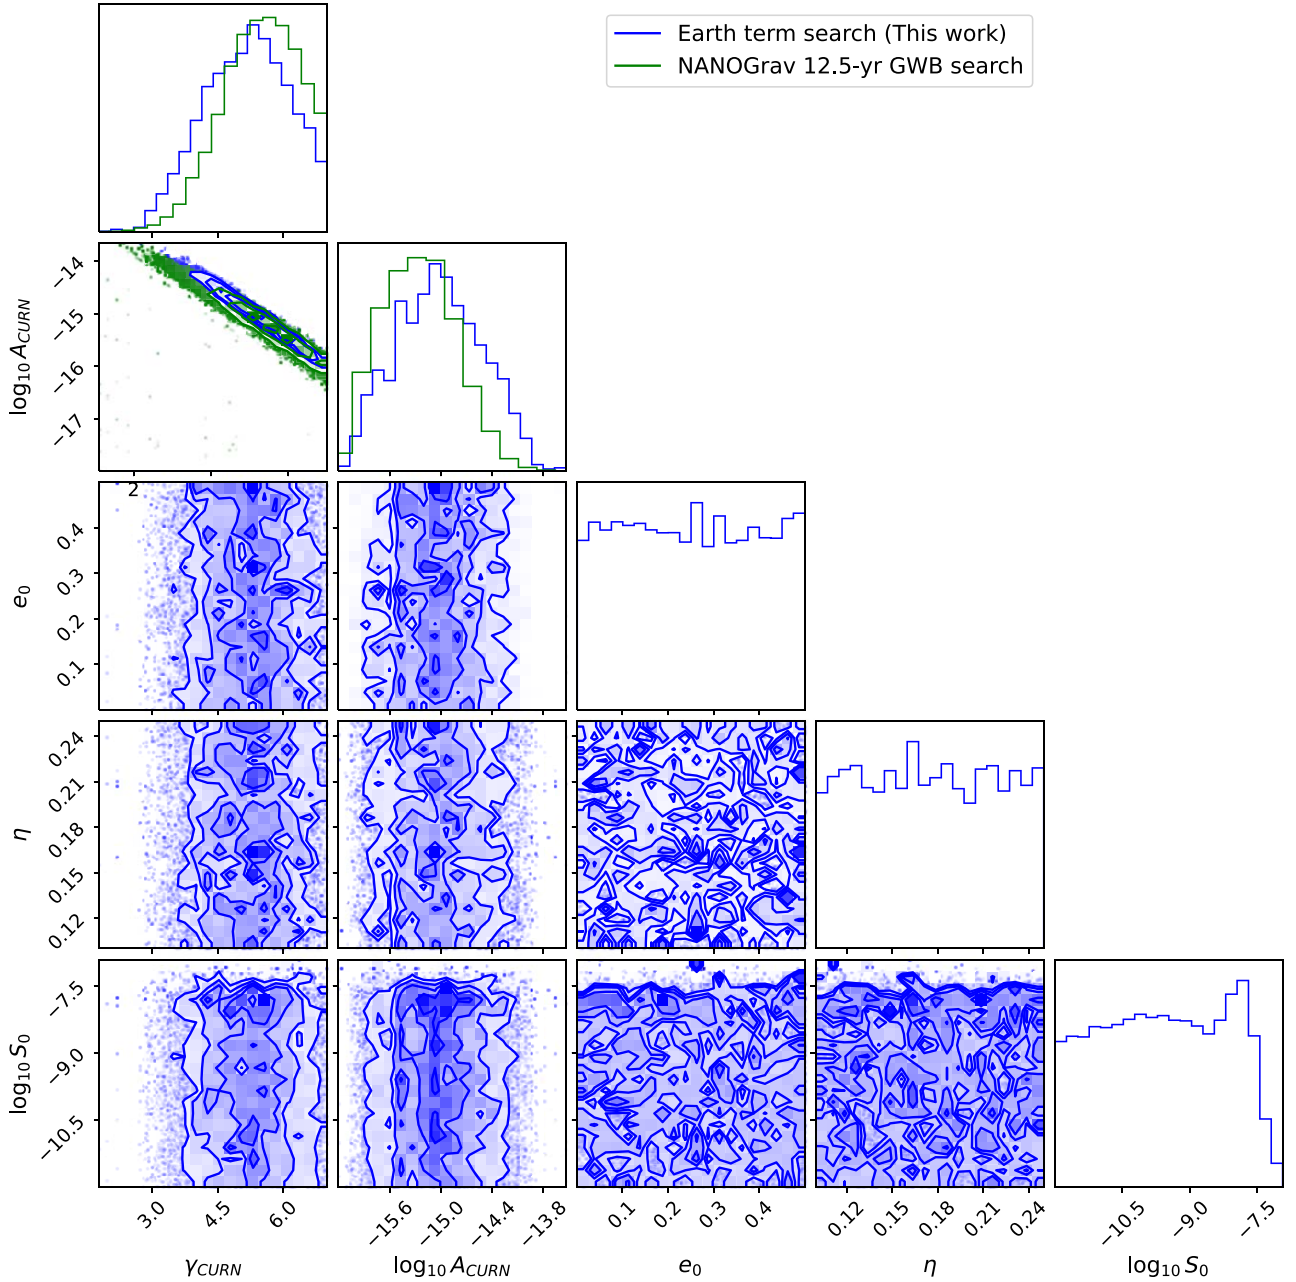 Earth term search (This work)
NANOGrav 12.5-yr GWB search
log₁₀ A_CURN
−14
−15
−16
−17
2
e₀
0.4
0.3
0.2
0.1
η
0.24
0.21
0.18
0.15
0.12
log₁₀ S₀
−7.5
−9.0
−10.5
3.0 4.5 6.0
−15.6 −15.0 −14.4 −13.8
0.1 0.2 0.3 0.4
0.12 0.15 0.18 0.21 0.24
−10.5 −9.0 −7.5
γ_CURN
log₁₀ A_CURN
e₀
η
log₁₀ S₀